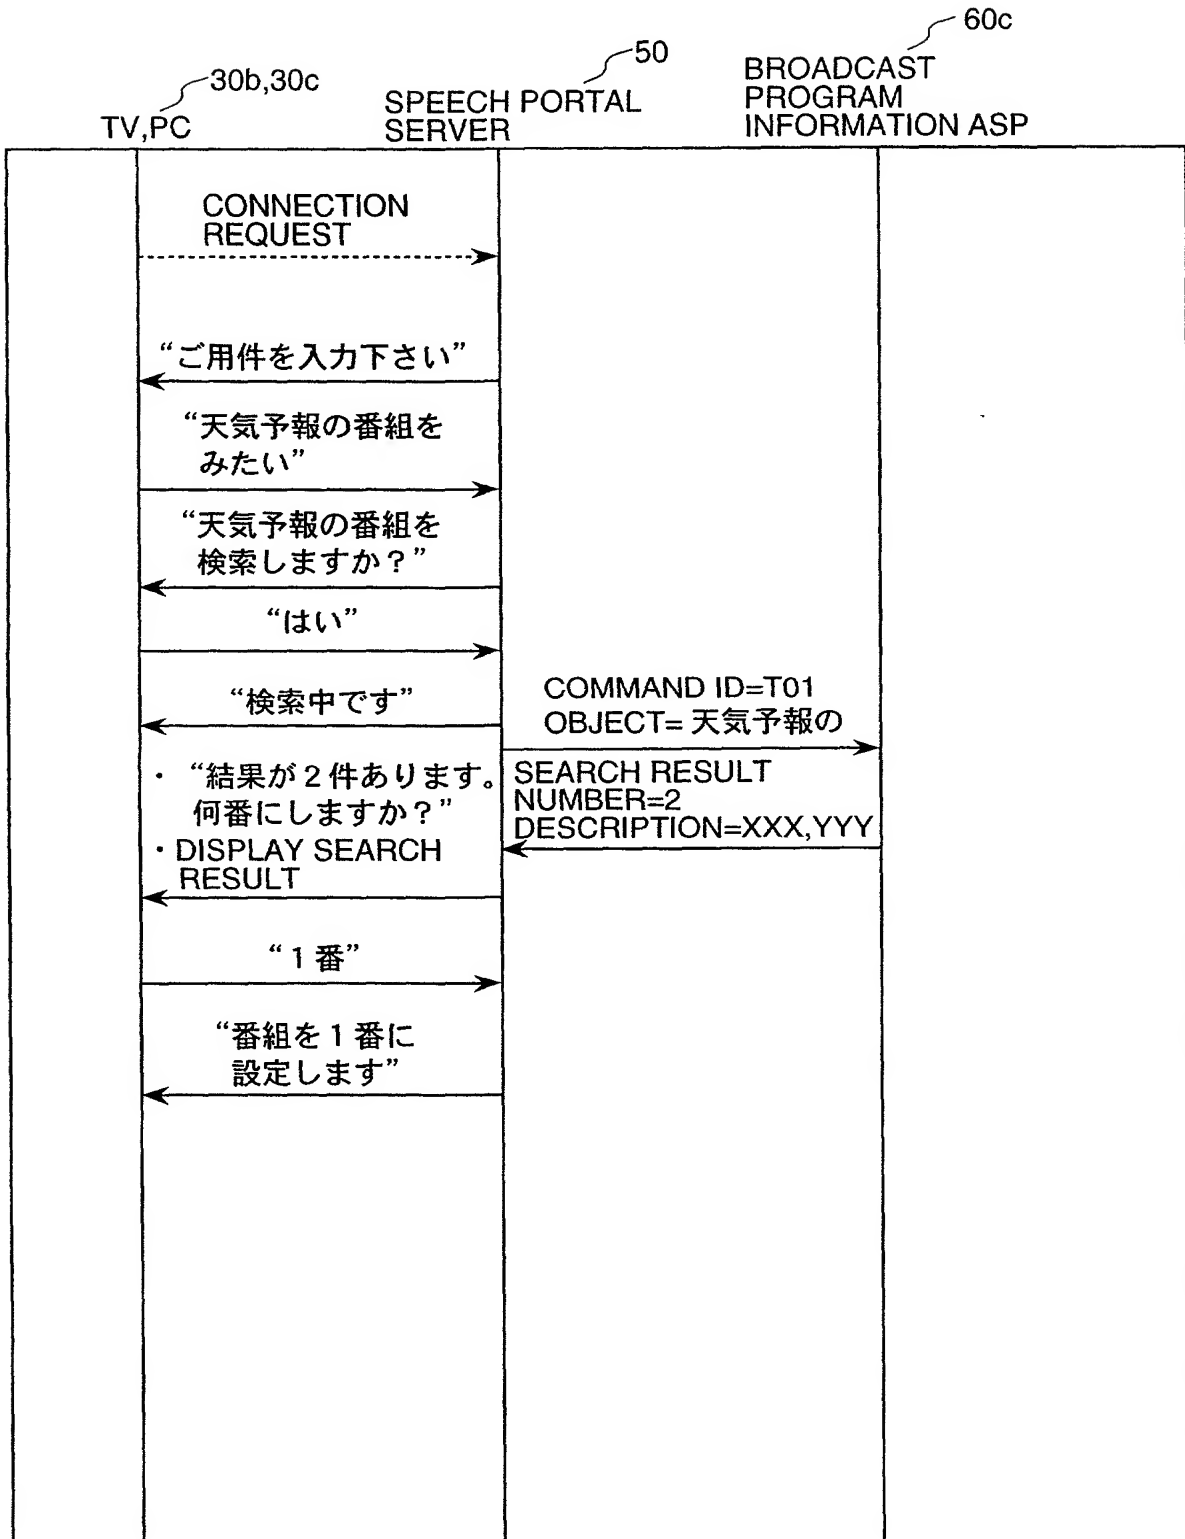 60c
50
30b,30c
BROADCAST
PROGRAM
INFORMATION ASP
SPEECH PORTAL
SERVER
TV,PC
CONNECTION
REQUEST
“ご用件を入力下さい”
“天気予報の番組を
みたい”
“天気予報の番組を
検索しますか？”
“はい”
“検索中です”
COMMAND ID=T01
OBJECT= 天気予報の
SEARCH RESULT
NUMBER=2
DESCRIPTION=XXX,YYY
・ “結果が２件あります。
何番にしますか？”
・DISPLAY SEARCH
RESULT
“１番”
“番組を１番に
設定します”